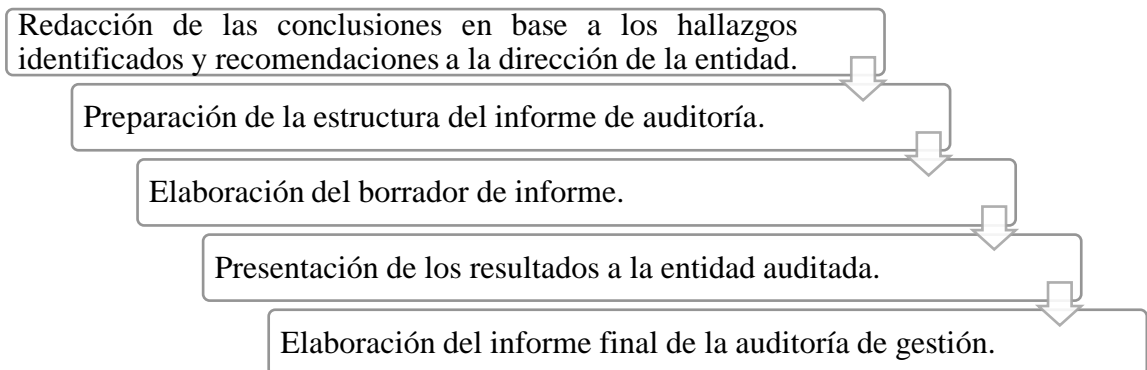 Redacción de las conclusiones en base a los hallazgos
identificados y recomendaciones a la dirección de la entidad.
Preparación de la estructura del informe de auditoría.
Elaboración del borrador de informe.
Presentación de los resultados a la entidad auditada.
Elaboración del informe final de la auditoría de gestión.